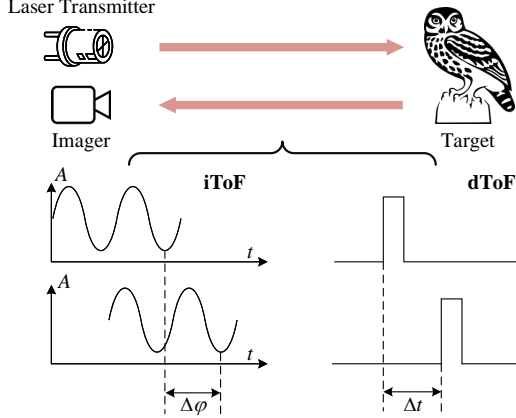 Laser Transmitter
Imager
Target
iToF
dToF
A
t
A
t
Δφ
Δt